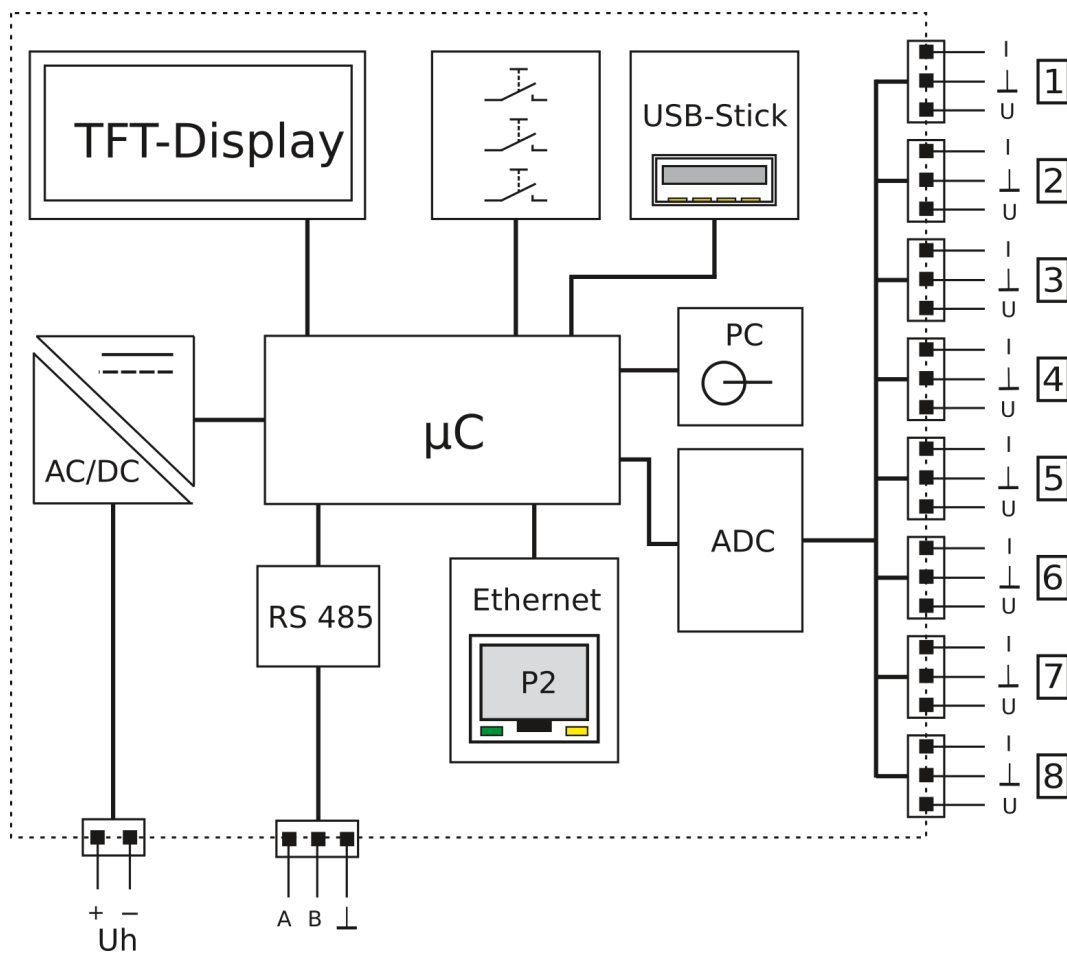 TFT-Display
USB-Stick
PC
AC/DC
µC
ADC
RS 485
Ethernet
P2
I
U
1
I
U
2
I
U
3
I
U
4
I
U
5
I
U
6
I
U
7
I
U
8
+ −
Uh
A B